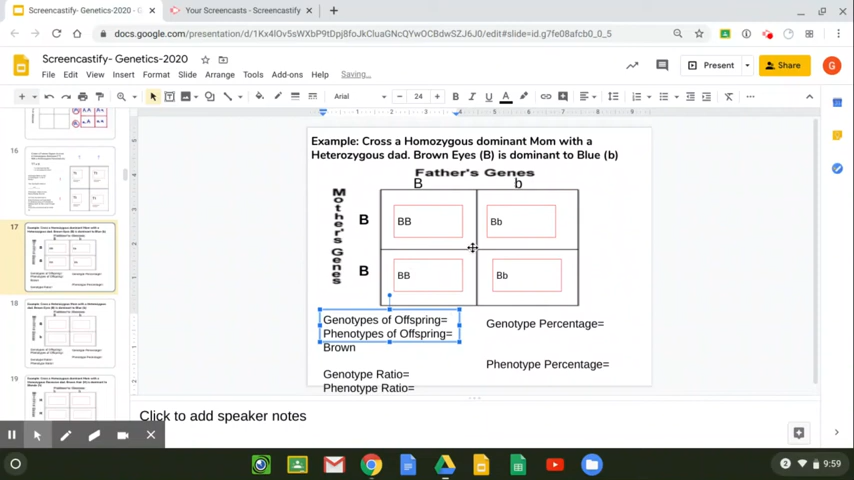 Screencastify- Genetics-2020 - G
Your Screencasts - Screencastify
docs.google.com/presentation/d/1Kx4lOv5sWXbP9tDpj8foJkCluaGNcQYwOCBdwSZJ6J0/edit#slide=id.g7fe08afcb0_0_5
Screencastify- Genetics-2020
File Edit View Insert Format Slide Arrange Tools Add-ons Help Saving...
Present
Share
G
Arial
24
B I U A
16
17
18
19
Example: Cross a Homozygous dominant Mom with a
Heterozygous dad. Brown Eyes (B) is dominant to Blue (b)
Father's Genes
B b
Mother's Genes
B BB Bb
B BB Bb
Genotypes of Offspring=
Phenotypes of Offspring=
Brown
Genotype Ratio=
Phenotype Ratio=
Genotype Percentage=
Phenotype Percentage=
Click to add speaker notes
2 9:59